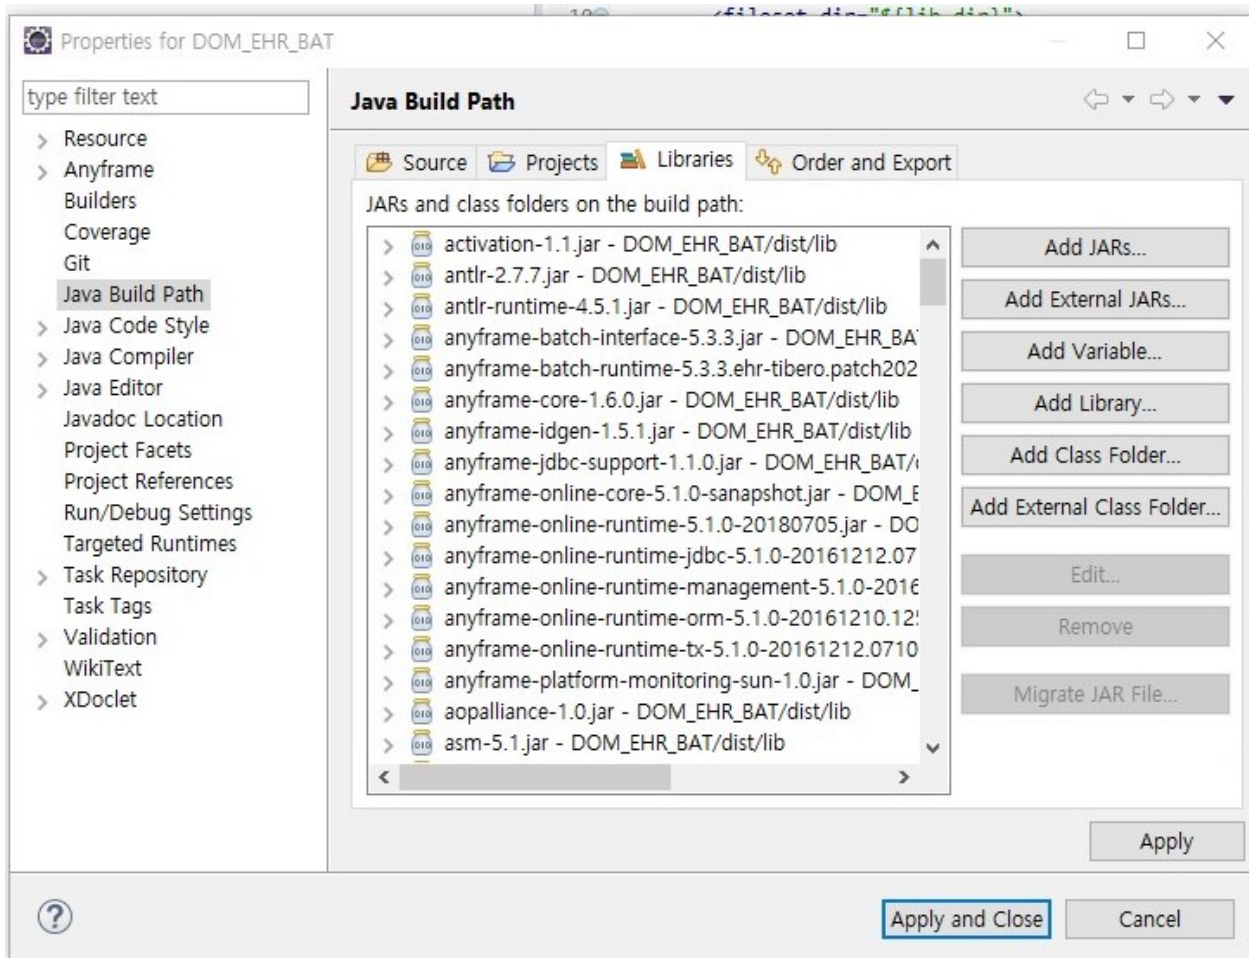 <fileset dir="${lib.dir}">
Properties for DOM_EHR_BAT
type filter text
Resource
Anyframe
Builders
Coverage
Git
Java Build Path
Java Code Style
Java Compiler
Java Editor
Javadoc Location
Project Facets
Project References
Run/Debug Settings
Targeted Runtimes
Task Repository
Task Tags
Validation
WikiText
XDoclet
Java Build Path
Source Projects Libraries Order and Export
JARs and class folders on the build path:
activation-1.1.jar - DOM_EHR_BAT/dist/lib
antlr-2.7.7.jar - DOM_EHR_BAT/dist/lib
antlr-runtime-4.5.1.jar - DOM_EHR_BAT/dist/lib
anyframe-batch-interface-5.3.3.jar - DOM_EHR_BA
anyframe-batch-runtime-5.3.3.ehr-tibero.patch202
anyframe-core-1.6.0.jar - DOM_EHR_BAT/dist/lib
anyframe-idgen-1.5.1.jar - DOM_EHR_BAT/dist/lib
anyframe-jdbc-support-1.1.0.jar - DOM_EHR_BAT/
anyframe-online-core-5.1.0-sanapshot.jar - DOM_E
anyframe-online-runtime-5.1.0-20180705.jar - DO
anyframe-online-runtime-jdbc-5.1.0-20161212.07
anyframe-online-runtime-management-5.1.0-2016
anyframe-online-runtime-orm-5.1.0-20161210.12
anyframe-online-runtime-tx-5.1.0-20161212.0710
anyframe-platform-monitoring-sun-1.0.jar - DOM_
aopalliance-1.0.jar - DOM_EHR_BAT/dist/lib
asm-5.1.jar - DOM_EHR_BAT/dist/lib
Add JARs...
Add External JARs...
Add Variable...
Add Library...
Add Class Folder...
Add External Class Folder...
Edit...
Remove
Migrate JAR File...
Apply
Apply and Close
Cancel